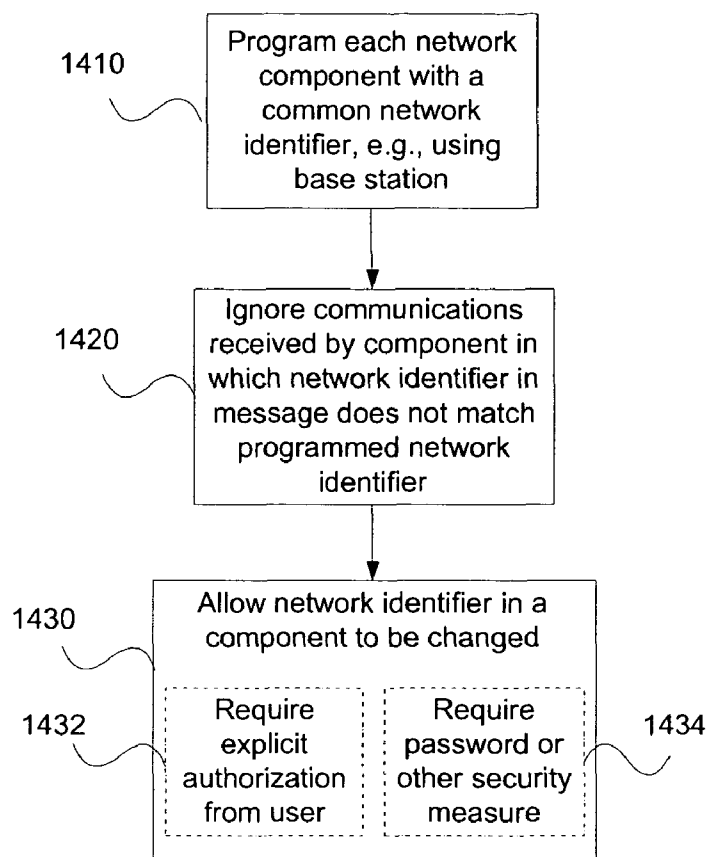 1410
Program each network
component with a
common network
identifier, e.g., using
base station
1420
Ignore communications
received by component in
which network identifier in
message does not match
programmed network
identifier
1430
Allow network identifier in a
component to be changed
1432
Require
explicit
authorization
from user
Require
password or
other security
measure
1434